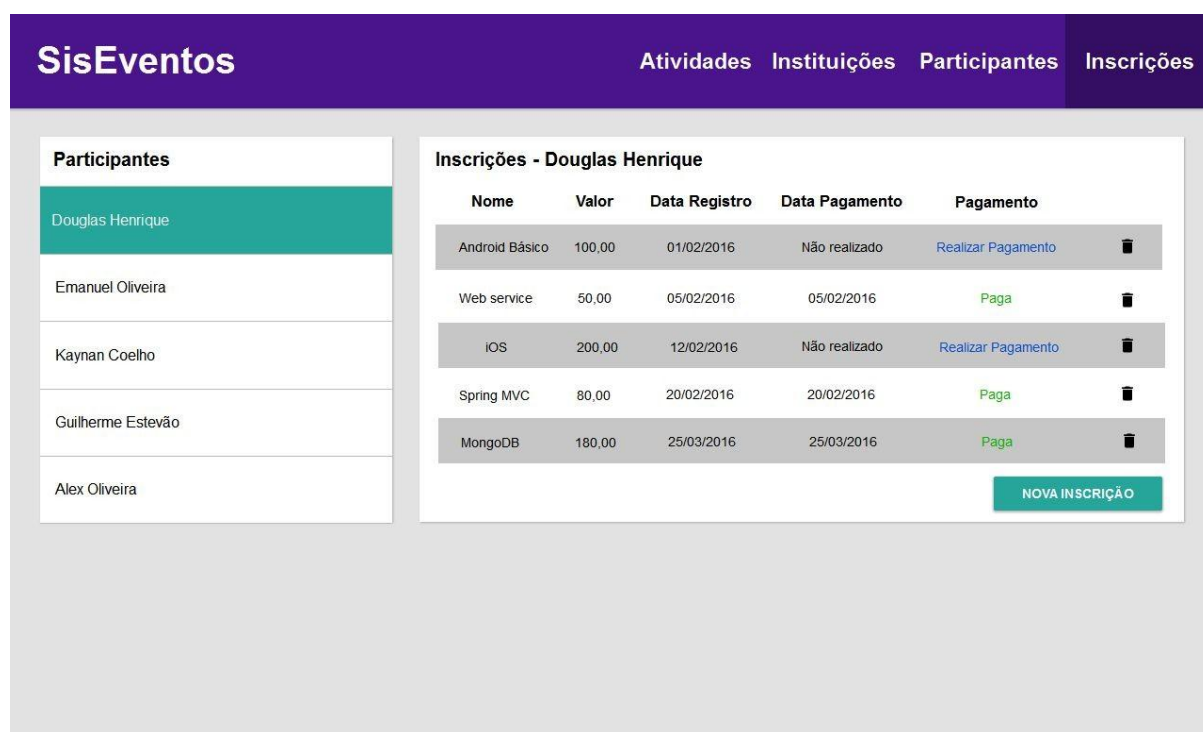 SisEventos
Atividades Instituições Participantes Inscrições
Participantes
Douglas Henrique
Emanuel Oliveira
Kaynan Coelho
Guilherme Estevão
Alex Oliveira
Inscrições - Douglas Henrique
Nome Valor Data Registro Data Pagamento Pagamento
Android Básico 100,00 01/02/2016 Não realizado Realizar Pagamento
Web service 50,00 05/02/2016 05/02/2016 Paga
iOS 200,00 12/02/2016 Não realizado Realizar Pagamento
Spring MVC 80,00 20/02/2016 20/02/2016 Paga
MongoDB 180,00 25/03/2016 25/03/2016 Paga
NOVA INSCRIÇÃO